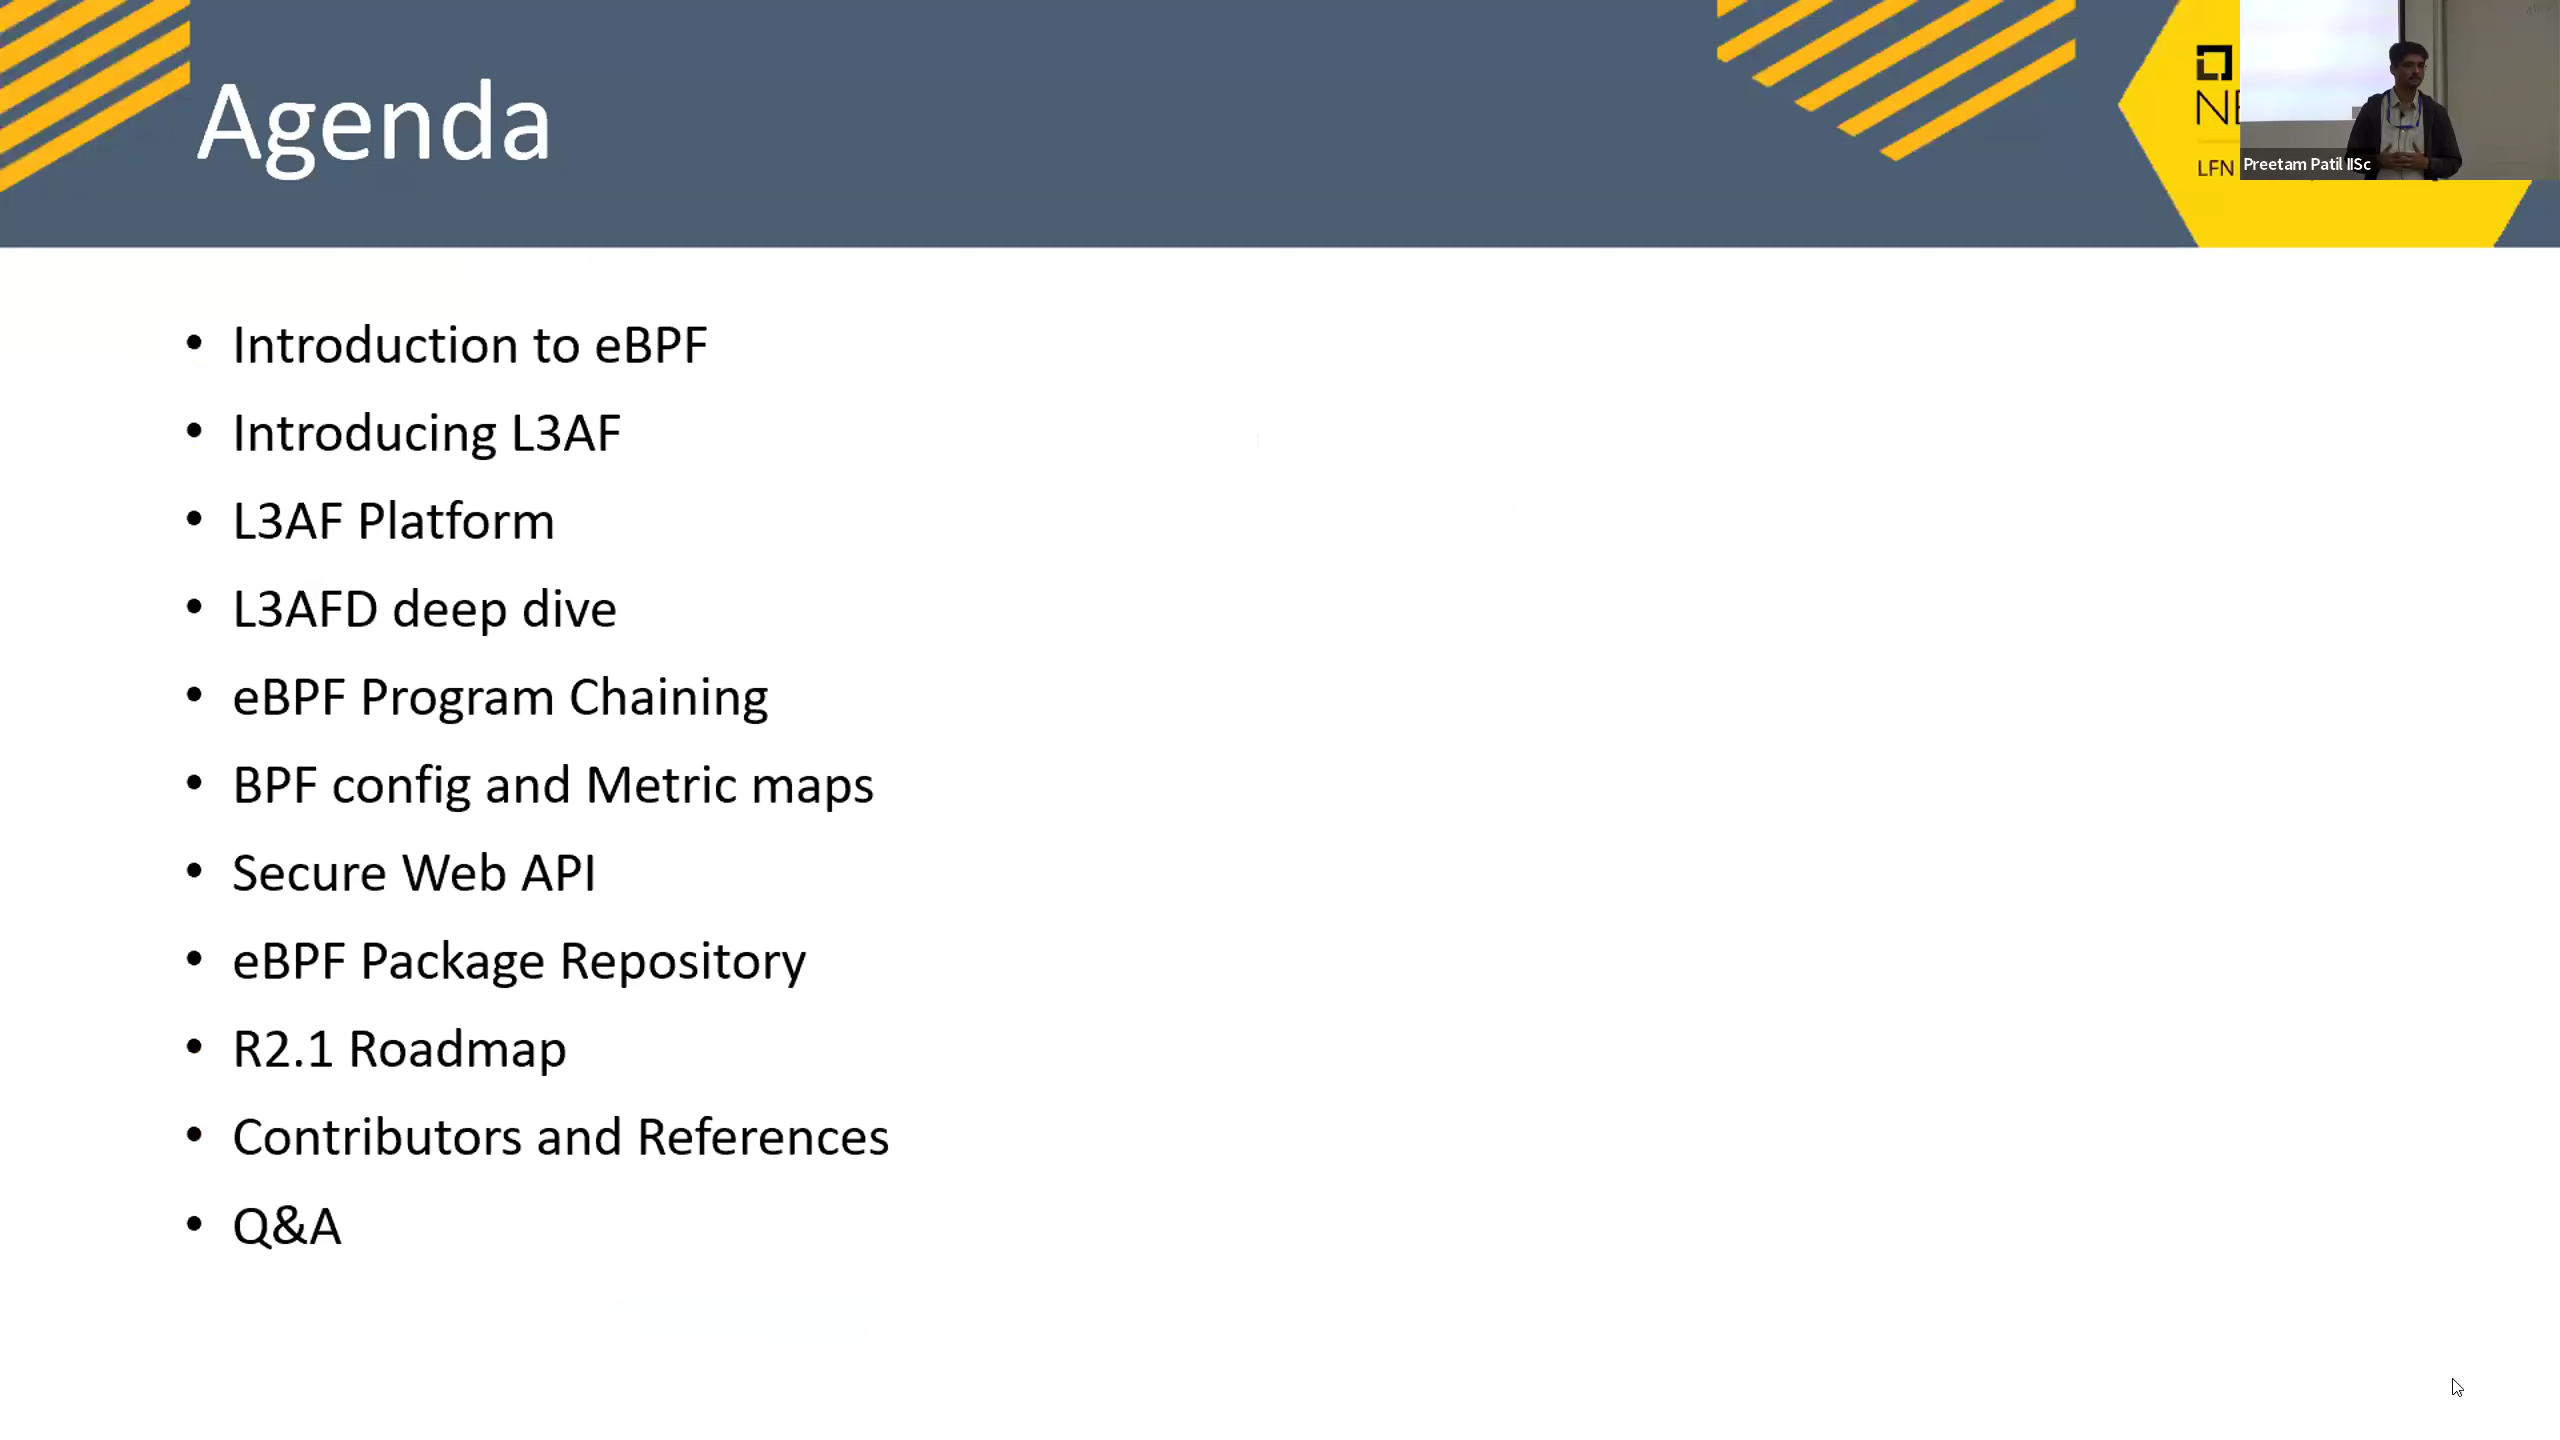 Agenda
NE
LFN
Preetam Patil IISc
• Introduction to eBPF
• Introducing L3AF
• L3AF Platform
• L3AFD deep dive
• eBPF Program Chaining
• BPF config and Metric maps
• Secure Web API
• eBPF Package Repository
• R2.1 Roadmap
• Contributors and References
• Q&A